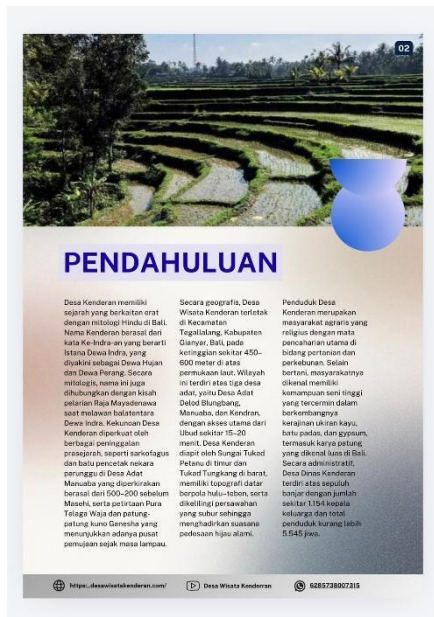 02
PENDAHULUAN
Desa Kenderan memiliki
sejarah yang berkaitan erat
dengan mitologi Hindu di Bali.
Nama Kenderan berasal dari
kata Ke-Indra-an yang berarti
Istana Dewa Indra, yang
diyakini sebagai Dewa Hujan
dan Dewa Perang. Secara
mitologis, nama ini juga
dihubungkan dengan kisah
pelarian Raja Mayadenawa
saat melawan balatentara
Dewa Indra. Kekunoan Desa
Kenderan diperkuat oleh
berbagai peninggalan
prasejarah, seperti sarkofagus
dan batu pencetak nekara
perunggu di Desa Adat
Manuaba yang diperkirakan
berasal dari 500–200 sebelum
Masehi, serta petirtaan Pura
Telaga Waja dan patung-
patung kuno Ganesha yang
menunjukkan adanya pusat
pemujaan sejak masa lampau.
Secara geografis, Desa
Wisata Kenderan terletak
di Kecamatan
Tegallalang, Kabupaten
Gianyar, Bali, pada
ketinggian sekitar 450–
600 meter di atas
permukaan laut. Wilayah
ini terdiri atas tiga desa
adat, yaitu Desa Adat
Delod Blungbang,
Manuaba, dan Kendran,
dengan akses utama dari
Ubud sekitar 15–20
menit. Desa Kenderan
diapit oleh Sungai Tukad
Petanu di timur dan
Tukad Tungkang di barat,
memiliki topografi datar
berpola hulu–teben, serta
dikelilingi persawahan
yang subur sehingga
menghadirkan suasana
pedesaan hijau alami.
Penduduk Desa
Kenderan merupakan
masyarakat agraris yang
religius dengan mata
pencaharian utama di
bidang pertanian dan
perkebunan. Selain
bertani, masyarakatnya
dikenal memiliki
kemampuan seni tinggi
yang tercermin dalam
berkembangnya
kerajinan ukiran kayu,
batu padas, dan gypsum,
termasuk karya patung
yang dikenal luas di Bali.
Secara administratif,
Desa Dinas Kenderan
terdiri atas sepuluh
banjar dengan jumlah
sekitar 1.154 kepala
keluarga dan total
penduduk kurang lebih
5.545 jiwa.
https:..desawisatakenderan.com/
Desa Wisata Kenderran
6285738007315